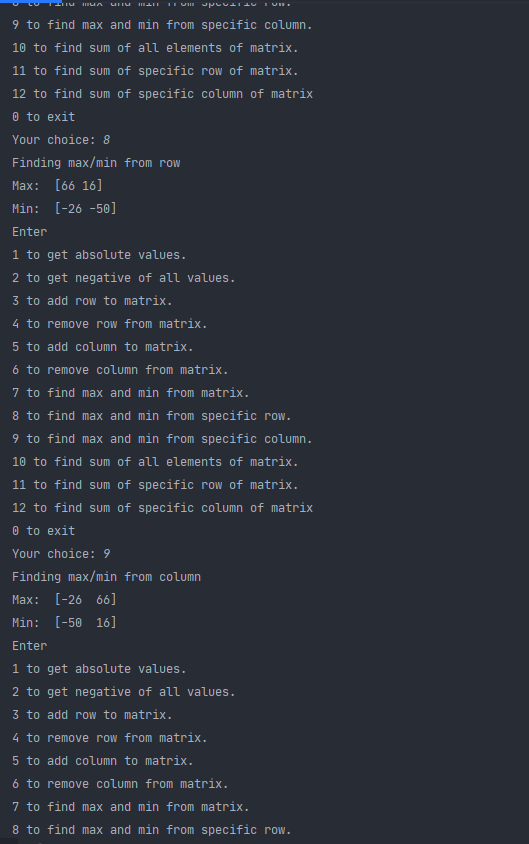 8 to find max and min from specific row.
9 to find max and min from specific column.
10 to find sum of all elements of matrix.
11 to find sum of specific row of matrix.
12 to find sum of specific column of matrix
0 to exit
Your choice: 8
Finding max/min from row
Max:  [66 16]
Min:  [-26 -50]
Enter
1 to get absolute values.
2 to get negative of all values.
3 to add row to matrix.
4 to remove row from matrix.
5 to add column to matrix.
6 to remove column from matrix.
7 to find max and min from matrix.
8 to find max and min from specific row.
9 to find max and min from specific column.
10 to find sum of all elements of matrix.
11 to find sum of specific row of matrix.
12 to find sum of specific column of matrix
0 to exit
Your choice: 9
Finding max/min from column
Max:  [-26  66]
Min:  [-50  16]
Enter
1 to get absolute values.
2 to get negative of all values.
3 to add row to matrix.
4 to remove row from matrix.
5 to add column to matrix.
6 to remove column from matrix.
7 to find max and min from matrix.
8 to find max and min from specific row.